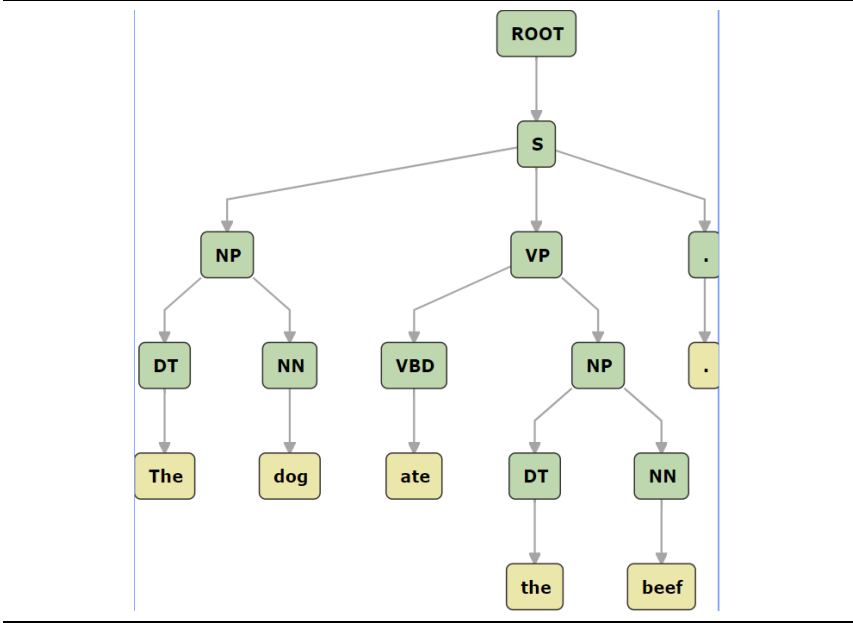 ROOT
S
NP VP .
DT NN VBD NP .
The dog ate DT NN
the beef